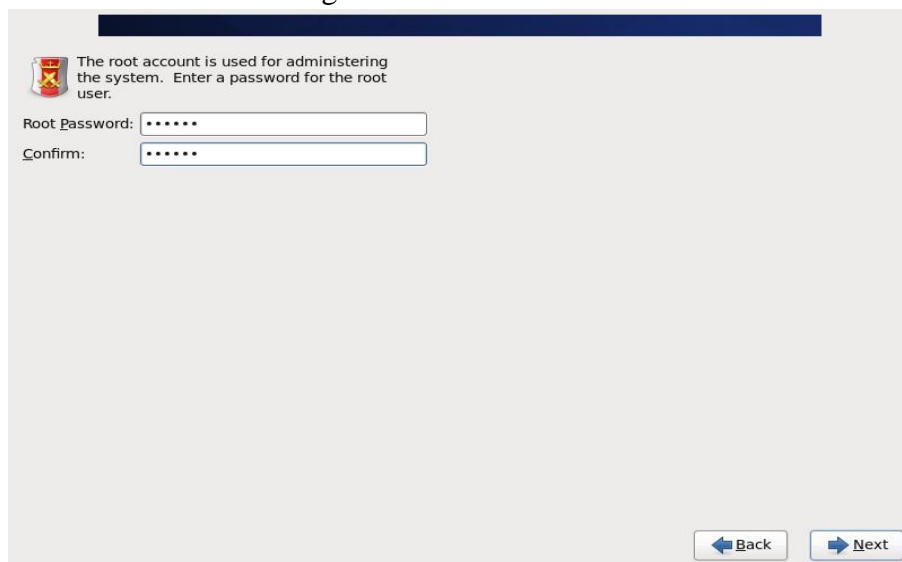 The root account is used for administering
the system. Enter a password for the root
user.
Root Password: ••••••
Confirm: ••••••
Back Next